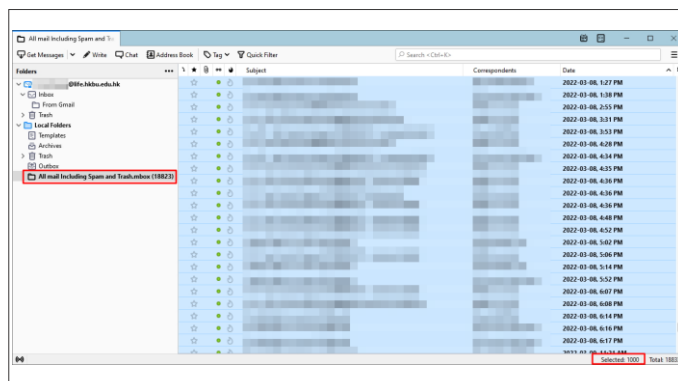 All mail Including Spam and Tr
Get Messages Write Chat Address Book Tag Quick Filter Search <Ctrl+K>
Folders Subject Correspondents Date
@life.hkbu.edu.hk
Inbox
From Gmail
Trash
Local Folders
Templates
Archives
Trash
Outbox
All mail Including Spam and Trash.mbox (18823)
2022-03-08, 1:27 PM
2022-03-08, 1:38 PM
2022-03-08, 2:55 PM
2022-03-08, 3:31 PM
2022-03-08, 3:53 PM
2022-03-08, 4:28 PM
2022-03-08, 4:34 PM
2022-03-08, 4:35 PM
2022-03-08, 4:36 PM
2022-03-08, 4:36 PM
2022-03-08, 4:36 PM
2022-03-08, 4:48 PM
2022-03-08, 4:52 PM
2022-03-08, 5:02 PM
2022-03-08, 5:06 PM
2022-03-08, 5:14 PM
2022-03-08, 5:52 PM
2022-03-08, 6:07 PM
2022-03-08, 6:08 PM
2022-03-08, 6:14 PM
2022-03-08, 6:16 PM
2022-03-08, 6:17 PM
Selected: 1000 Total: